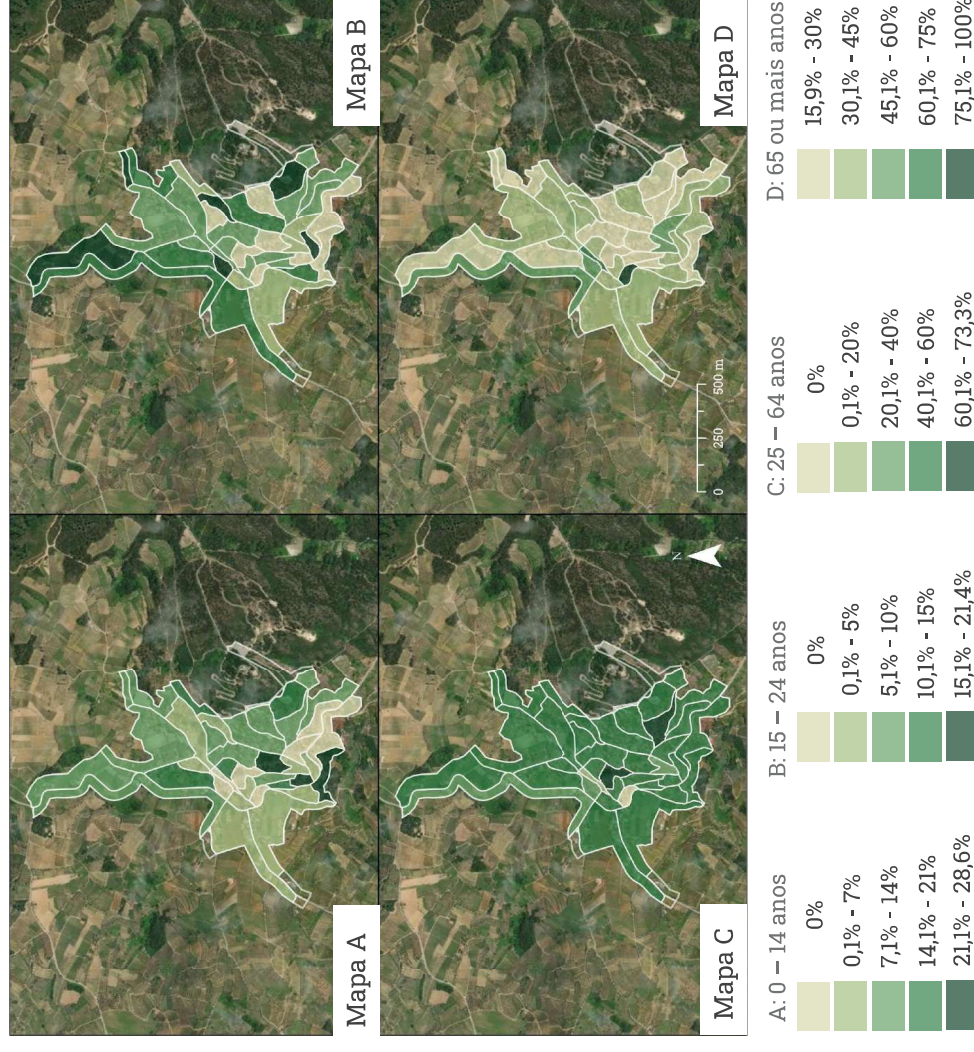 Mapa A
Mapa B
Mapa C
N
Mapa D
0 250 500 m
A: 0 – 14 anos
0%
0,1% - 7%
7,1% - 14%
14,1% - 21%
21,1% - 28,6%
B: 15 – 24 anos
0%
0,1% - 5%
5,1% - 10%
10,1% - 15%
15,1% - 21,4%
C: 25 – 64 anos
0%
0,1% - 20%
20,1% - 40%
40,1% - 60%
60,1% - 73,3%
D: 65 ou mais anos
15,9% - 30%
30,1% - 45%
45,1% - 60%
60,1% - 75%
75,1% - 100%